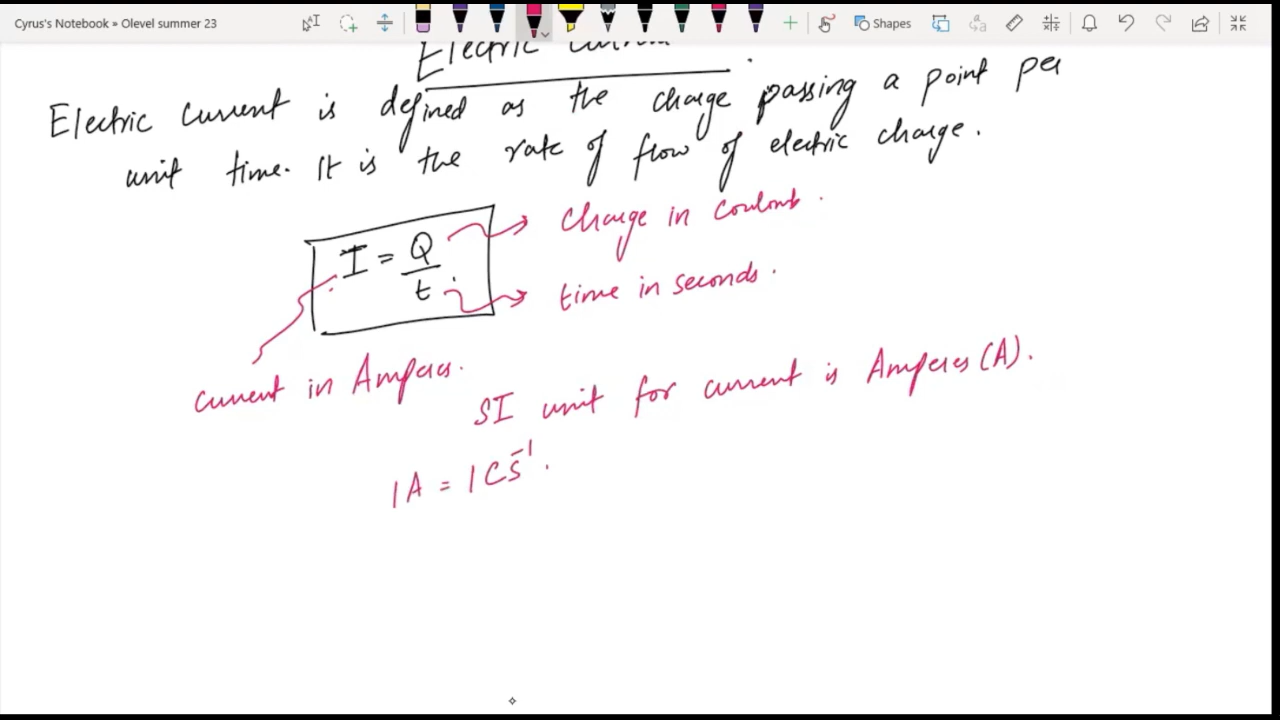 Cyrus's Notebook » Olevel summer 23
Shapes
Electric Current
Electric Current is defined as the charge passing a point per
unit time. It is the rate of flow of electric charge.
I = Q/t
Charge in Coulomb.
time in seconds.
current in Amperes.
SI unit for current is Amperes (A).
1A = 1CS⁻¹.